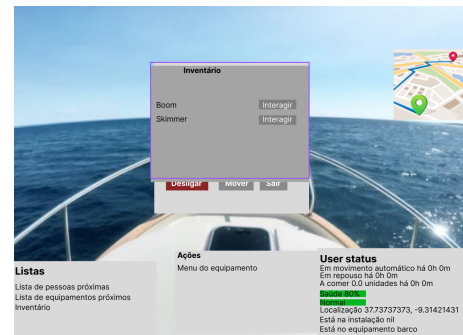 Inventário
Boom
Interagir
Skimmer
Interagir
Desligar
Mover
Sair
Ações
Menu do equipamento
Listas
Lista de pessoas próximas
Lista de equipamentos próximos
Inventário
User status
Em movimento automático há 0h 0m
Em repouso há 0h 0m
A comer 0.0 unidades há 0h 0m
Saúde 80%
Normal
Localização 37.73737373, -9.31421431
Está na instalação nil
Está no equipamento barco